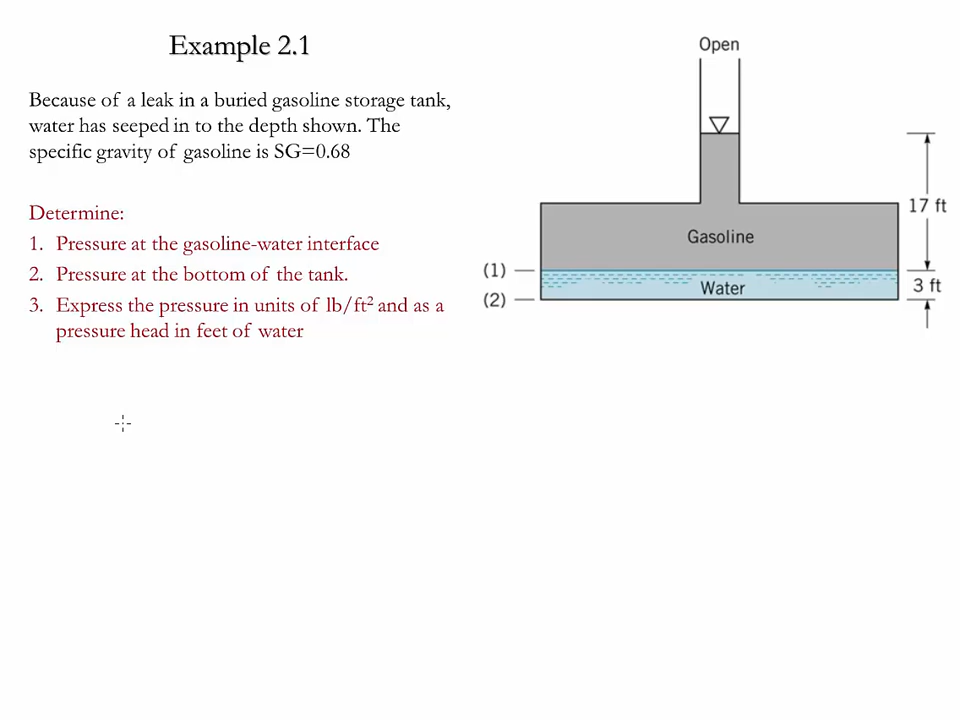 Example 2.1
Because of a leak in a buried gasoline storage tank,
water has seeped in to the depth shown. The
specific gravity of gasoline is SG=0.68
Determine:
1. Pressure at the gasoline-water interface
2. Pressure at the bottom of the tank.
3. Express the pressure in units of lb/ft² and as a
pressure head in feet of water
Open
17 ft
Gasoline
(1)
Water
3 ft
(2)